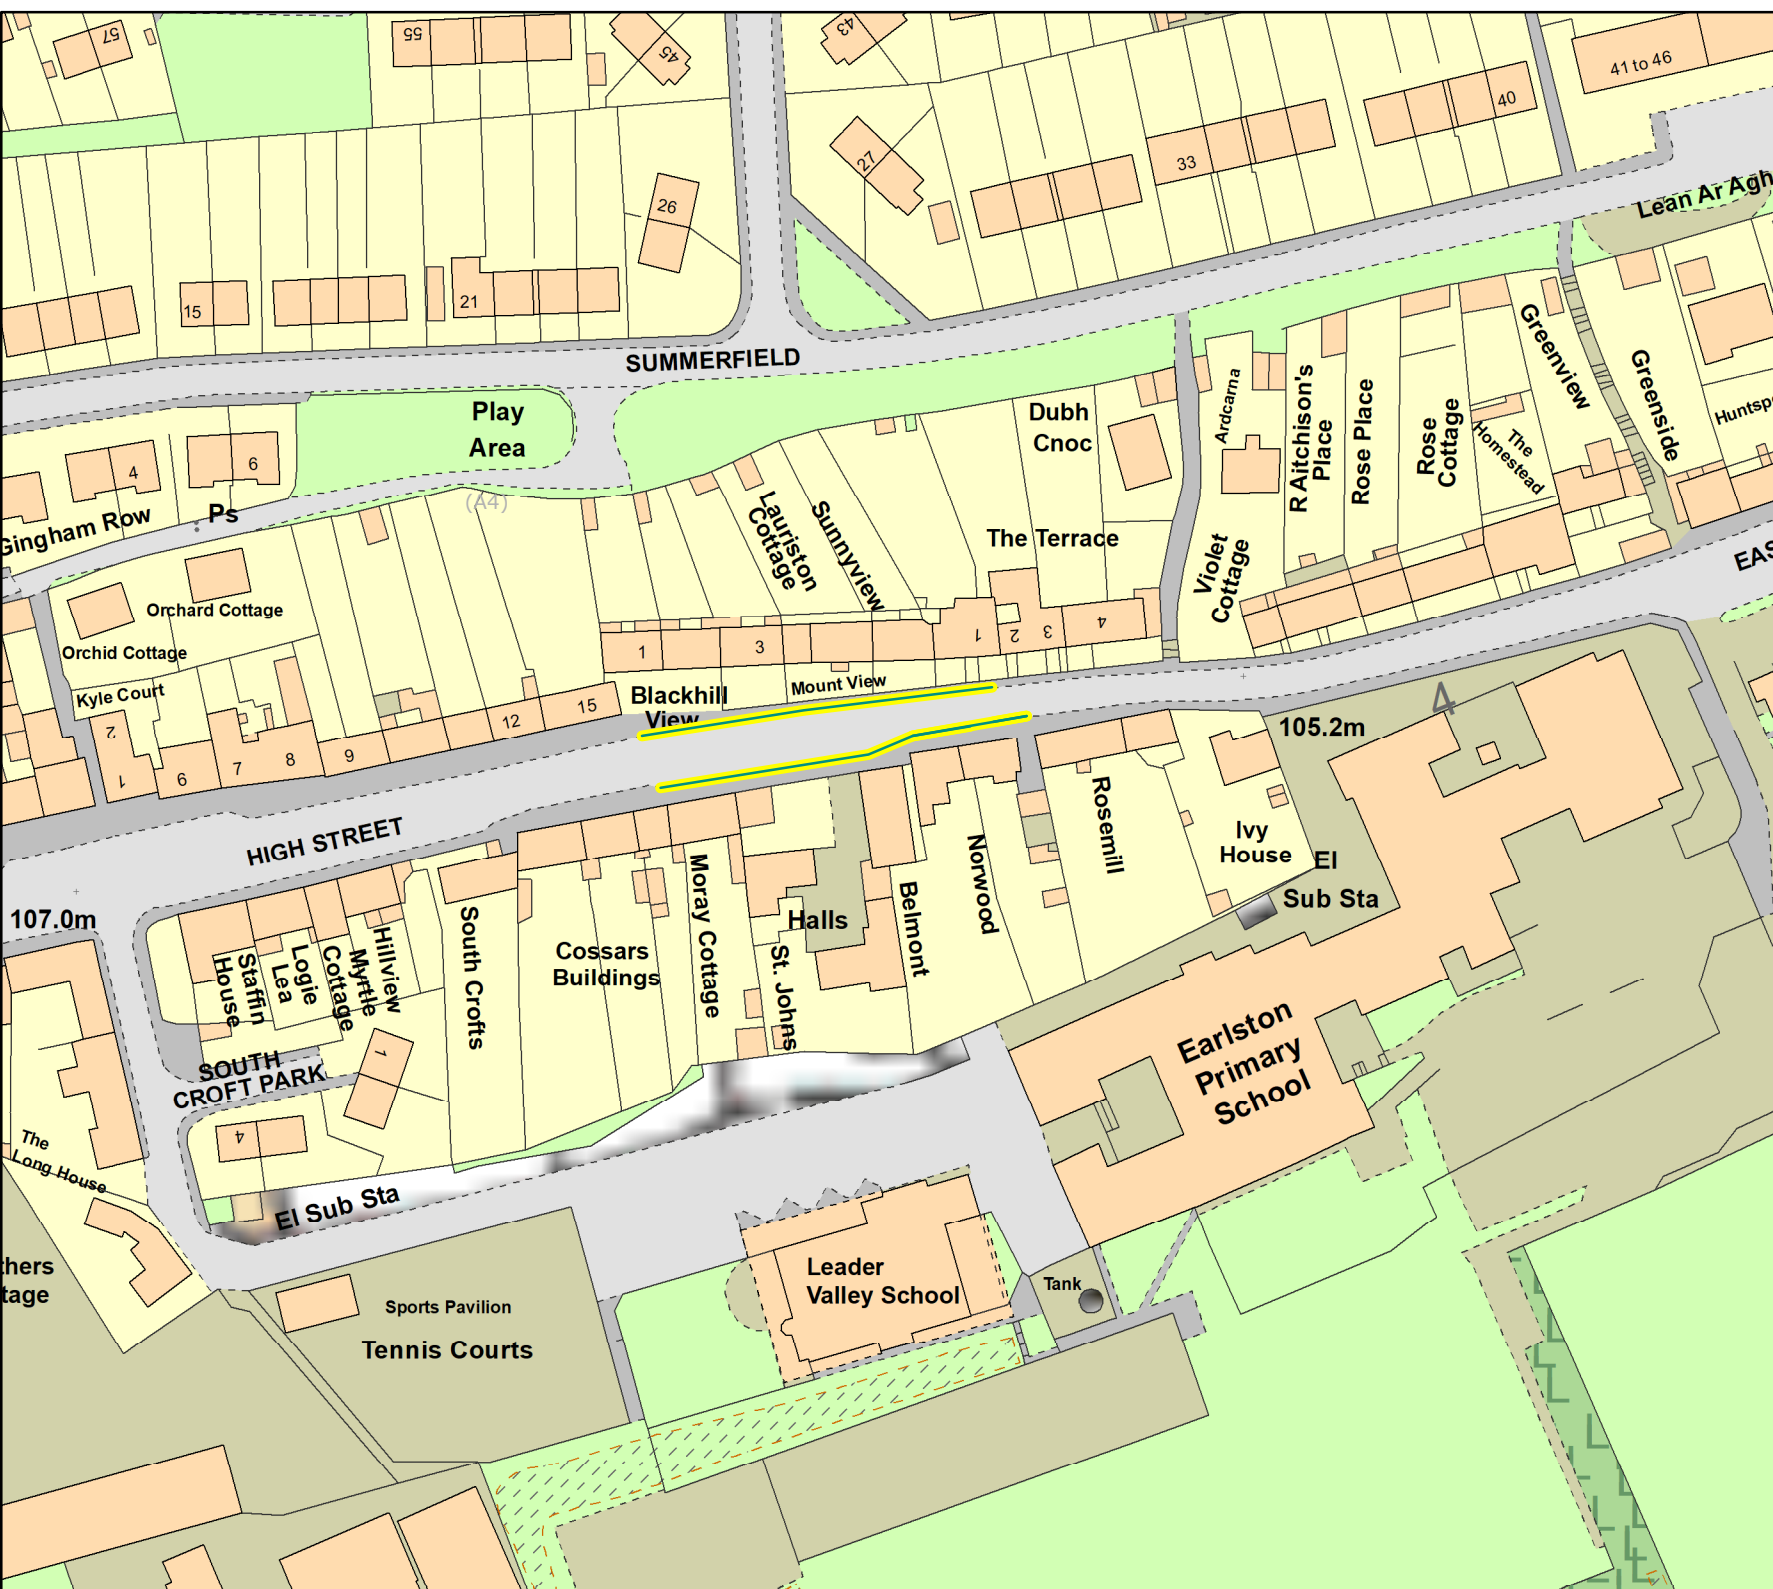 57
55
45
43
41 to 46
40
27
33
26
15
21
Lean Ar Agh
SUMMERFIELD
Play
Area
Dubh
Cnoc
Ardcarna
R Aitchison's
Place
Rose Place
Rose
Cottage
The
Homestead
Greenview
Greenside
Huntsp
4
6
Ps
(A4)
Gingham Row
Lauriston
Cottage
Sunnyview
The Terrace
Violet
Cottage
EAS
Orchard Cottage
Orchid Cottage
Kyle Court
2
1
6
7
8
9
12
15
1
3
1
2
3
4
Blackhill
View
Mount View
4
105.2m
HIGH STREET
107.0m
Rosemill
Ivy
House
El
Sub Sta
Norwood
Belmont
Halls
St. Johns
Moray Cottage
Cossars
Buildings
South Crofts
Hillview
Myrtle
Cottage
Logie
Lea
Staffin
House
SOUTH
CROFT PARK
1
4
The
Long House
El Sub Sta
Earlston
Primary
School
Leader
Valley School
Tank
Sports Pavilion
Tennis Courts
thers
tage